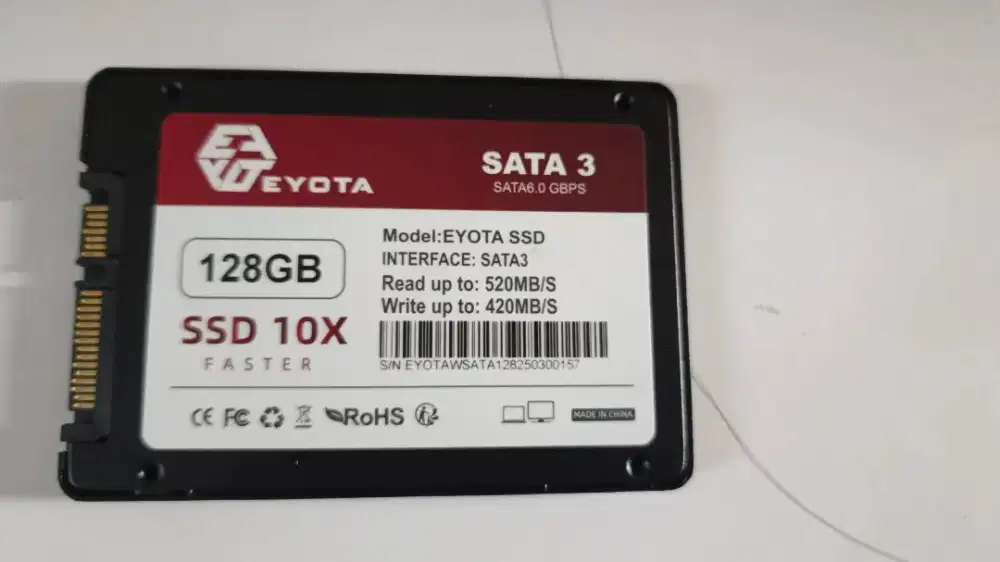 EYOTA
SATA 3
SATA6.0 GBPS
128GB
SSD 10X
FASTER
Model:EYOTA SSD
INTERFACE: SATA3
Read up to: 520MB/S
Write up to: 420MB/S
S/N EYOTAWSATA128250300157
CE FC RoHS
MADE IN CHINA